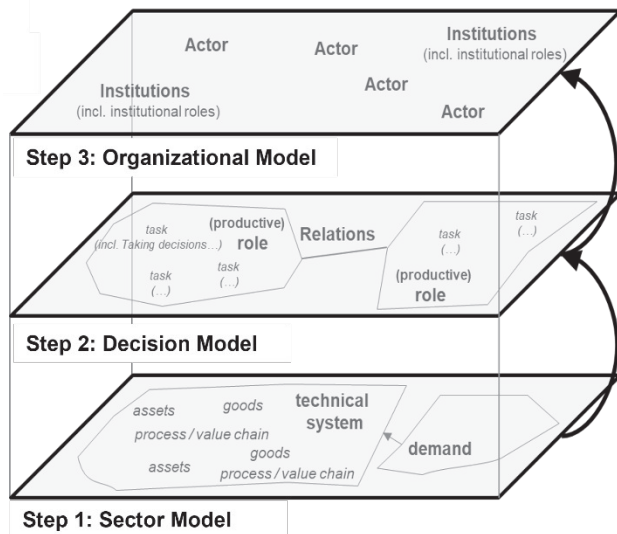 Actor
Actor
Institutions
(incl. institutional roles)
Institutions
(incl. institutional roles)
Actor
Actor
Step 3: Organizational Model
task
(incl. Taking decisions...)
(productive)
role
Relations
task
(...)
task
(...)
task
(...)
task
(...)
(productive)
role
Step 2: Decision Model
assets
goods
technical
system
process / value chain
goods
assets
process / value chain
demand
Step 1: Sector Model